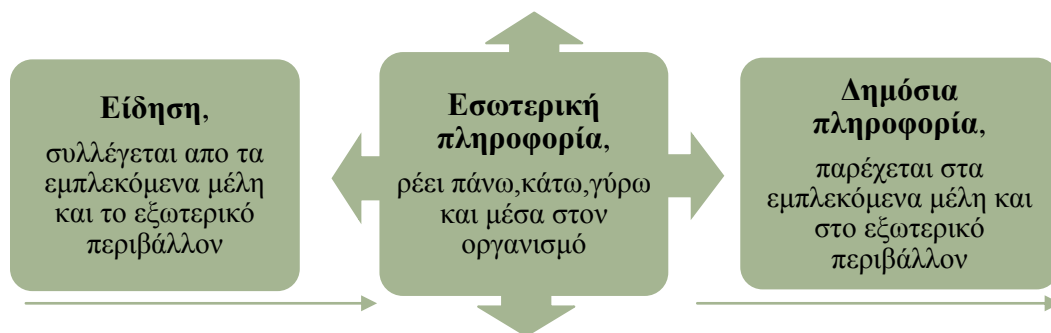 Είδηση,
συλλέγεται απο τα
εμπλεκόμενα μέλη
και το εξωτερικό
περιβάλλον
Εσωτερική
πληροφορία,
ρέει πάνω,κάτω,γύρω
και μέσα στον
οργανισμό
Δημόσια
πληροφορία,
παρέχεται στα
εμπλεκόμενα μέλη και
στο εξωτερικό
περιβάλλον